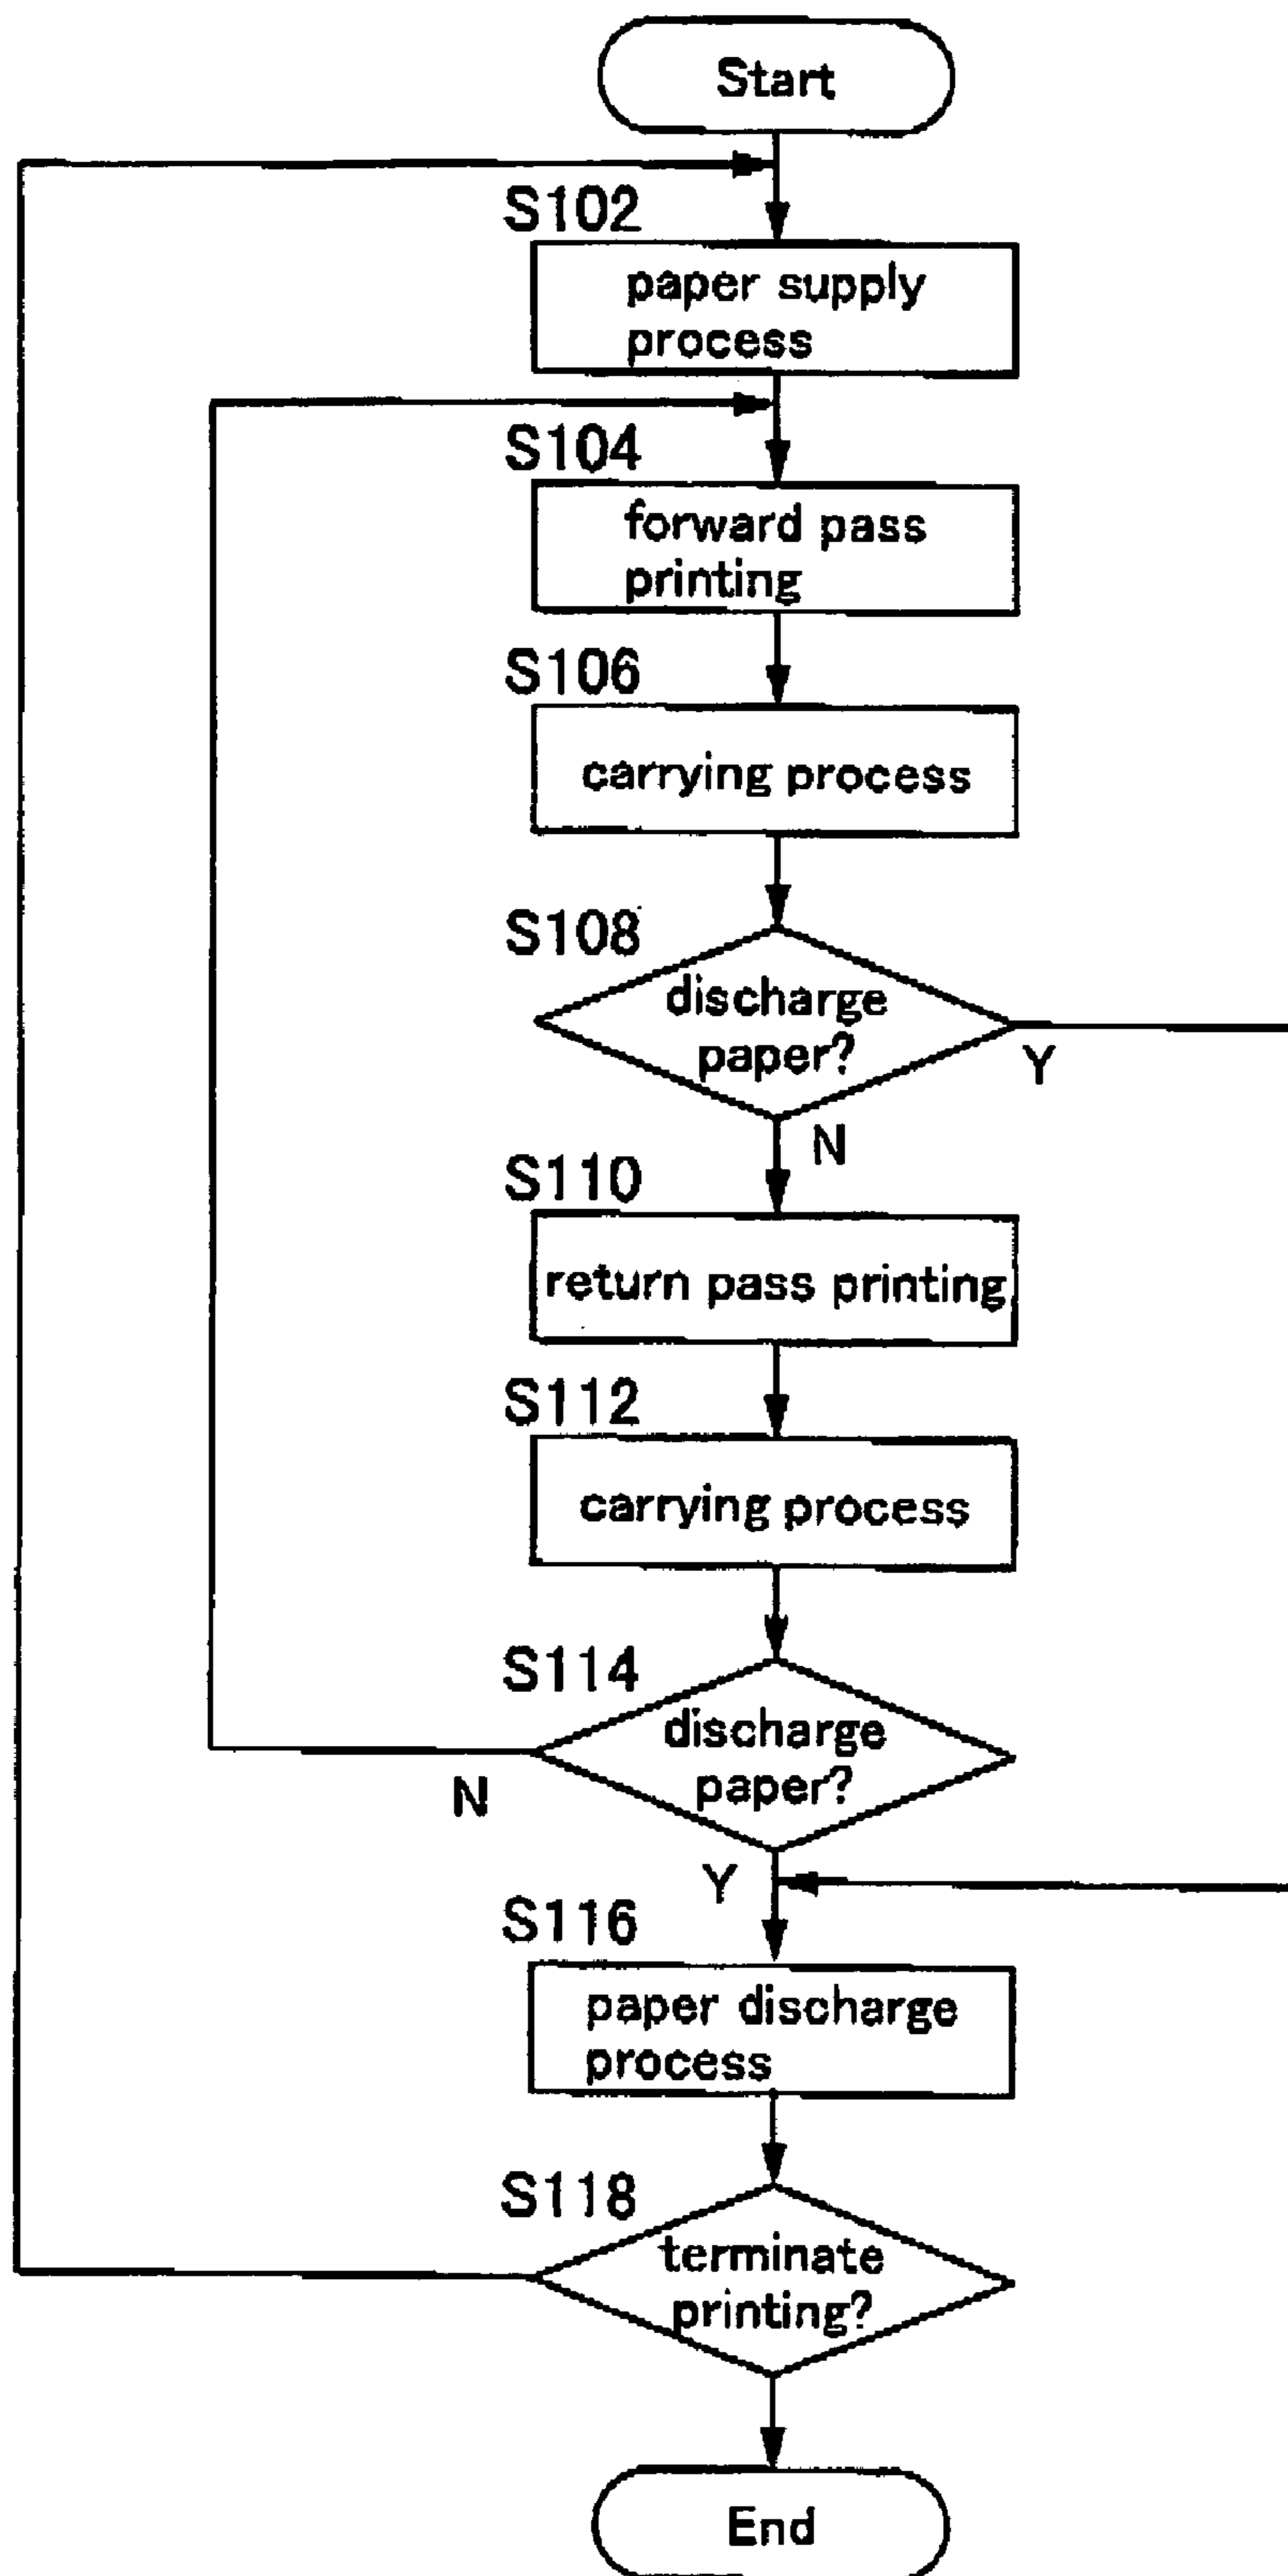 Start
S102
paper supply
process
S104
forward pass
printing
S106
carrying process
S108
discharge
paper?
Y
N
S110
return pass printing
S112
carrying process
S114
discharge
paper?
N
Y
S116
paper discharge
process
S118
terminate
printing?
End